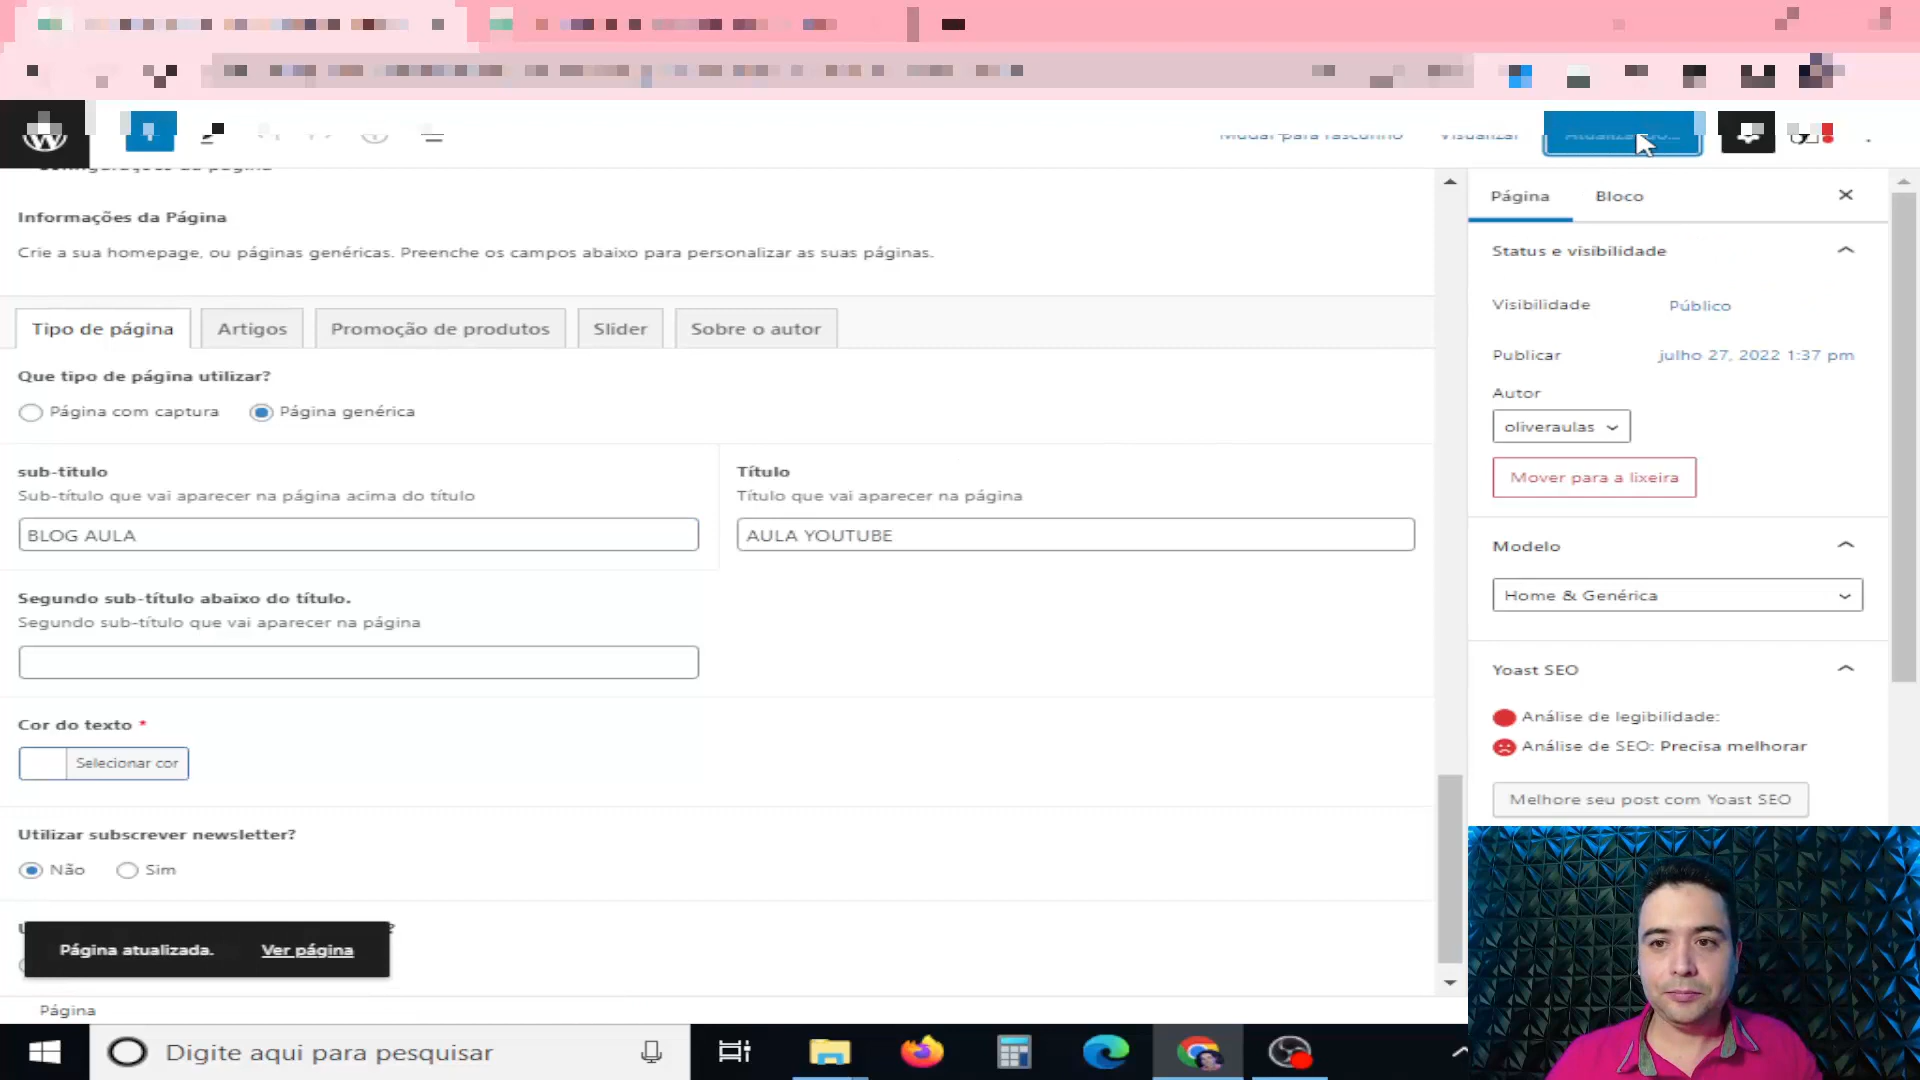 Mudar para rascunho
Visualizar
Informações da Página
Crie a sua homepage, ou páginas genéricas. Preenche os campos abaixo para personalizar as suas páginas.
Tipo de página
Artigos
Promoção de produtos
Slider
Sobre o autor
Que tipo de página utilizar?
Página com captura
Página genérica
sub-titulo
Sub-título que vai aparecer na página acima do título
BLOG AULA
Título
Título que vai aparecer na página
AULA YOUTUBE
Segundo sub-título abaixo do título.
Segundo sub-título que vai aparecer na página
Cor do texto *
Selecionar cor
Utilizar subscrever newsletter?
Não
Sim
Página atualizada.
Ver página
Página
Página
Bloco
Status e visibilidade
Visibilidade
Público
Publicar
julho 27, 2022 1:37 pm
Autor
oliveraulas
Mover para a lixeira
Modelo
Home & Genérica
Yoast SEO
Análise de legibilidade:
Análise de SEO: Precisa melhorar
Melhore seu post com Yoast SEO
Digite aqui para pesquisar